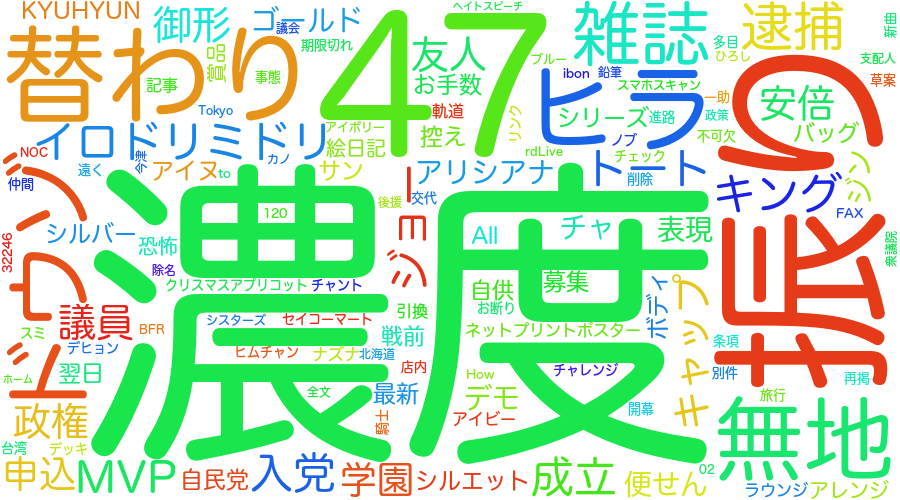 KYUHYUN
御形
ゴールド
議会
期限切れ
ヘイトスピーチ
47
雑誌
逮捕
新曲
替わり
賞品
記事
事態
友人
お手数
ブルー
ibon
鉛筆
多目
ひろし
支配人
草案
Tokyo
軌道
ヒラ
スマホスキャン
振り
イロドリミドリ
アイボリー
絵日記
控え
リンク
シリーズ
進路
一助
政策
安倍
NOC
仲間
遠く
今津
アイヌ
カノ
to
サン
rdLive
ノブ
チェック
不可欠
バッグ
ジン
ドワンゴ
濃度
交代
アリシアナ
トート
削除
キング
FAX
32246
シルバー
恐怖
120
後援
ジョー
All
チャ
表現
衆議院
除名
クリスマスアプリコット
チャント
自供
募集
お断り
ボディ
キャップ
議員
BFR
シスターズ
セイコーマート
引換
戦前
ネットプリントポスター
スミ
デヒョン
ヒムチャン
ナズナ
北海道
店内
条項
翌日
How
チャレンジ
別件
再掲
ホーム
全文
最新
デモ
アイビー
騎士
開幕
旅行
無地
政権
台湾
デッキ
申込
MVP
自民党
入党
学園
シルエット
成立
便せん
02
ラウンジ
アレンジ